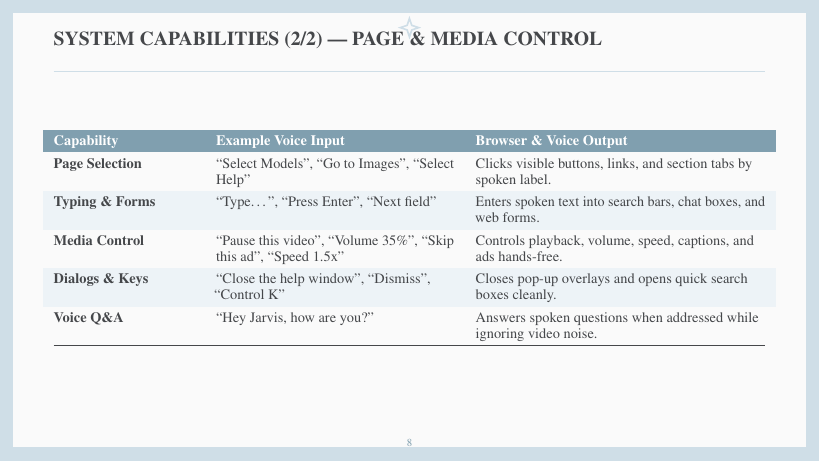 SYSTEM CAPABILITIES (2/2) — PAGE & MEDIA CONTROL
Capability Example Voice Input Browser & Voice Output
Page Selection “Select Models”, “Go to Images”, “Select Clicks visible buttons, links, and section tabs by
Help” spoken label.
Typing & Forms “Type. . . ”, “Press Enter”, “Next field” Enters spoken text into search bars, chat boxes, and
web forms.
Media Control “Pause this video”, “Volume 35%”, “Skip Controls playback, volume, speed, captions, and
this ad”, “Speed 1.5x” ads hands-free.
Dialogs & Keys “Close the help window”, “Dismiss”, Closes pop-up overlays and opens quick search
“Control K” boxes cleanly.
Voice Q&A “Hey Jarvis, how are you?” Answers spoken questions when addressed while
ignoring video noise.
8